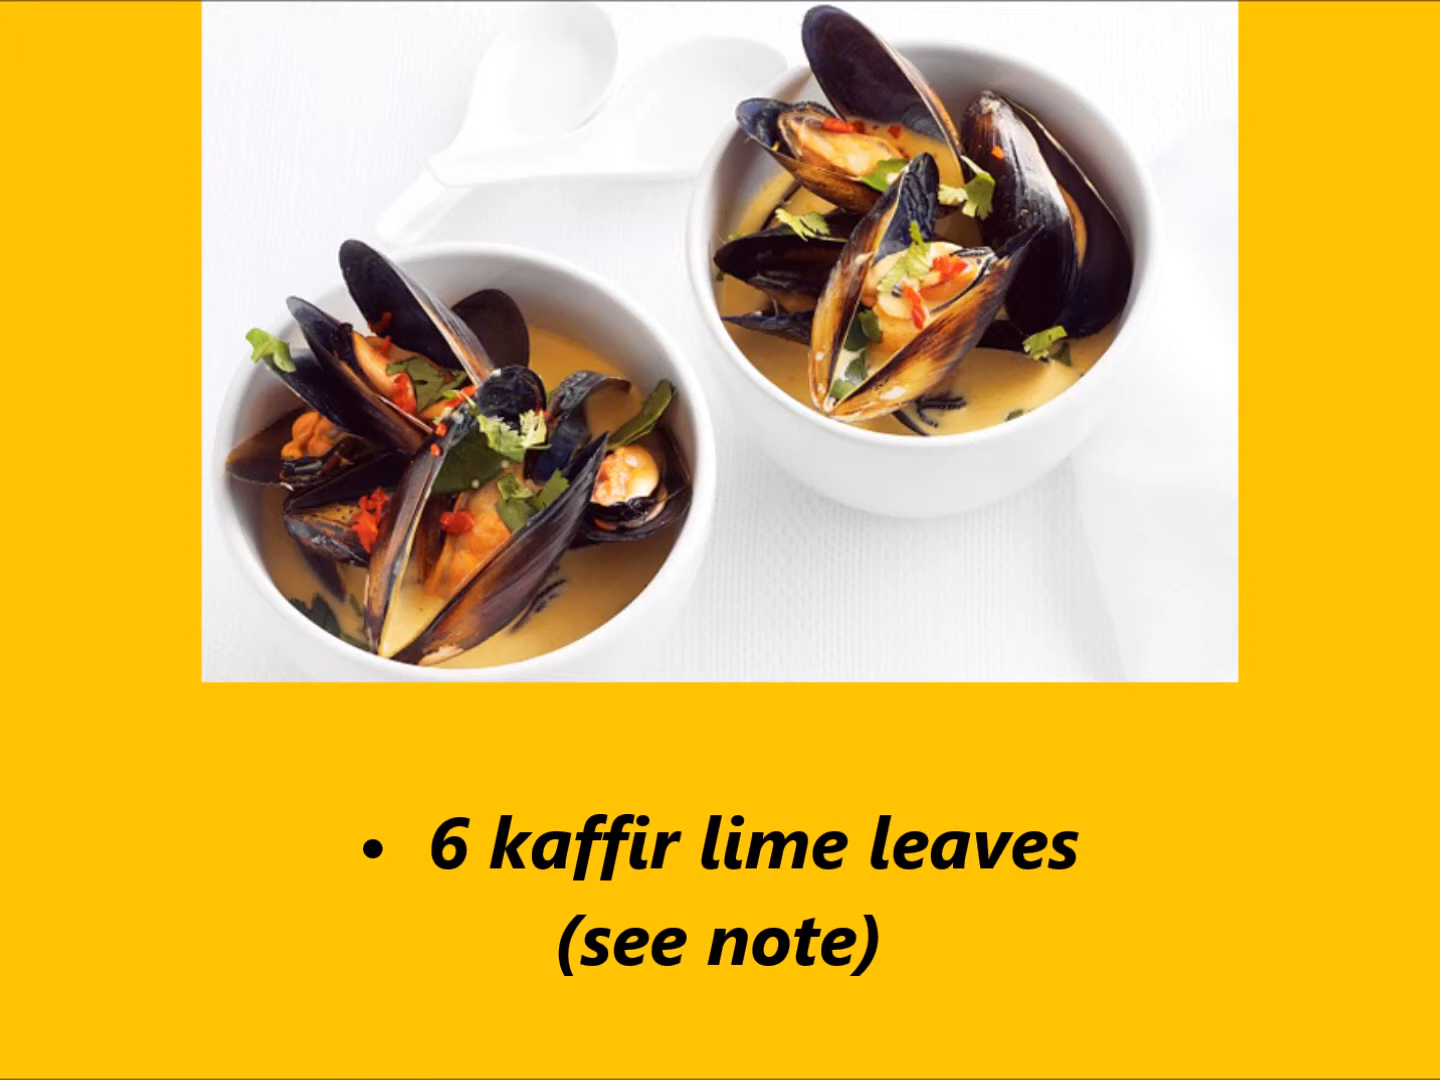 • 6 kaffir lime leaves
(see note)